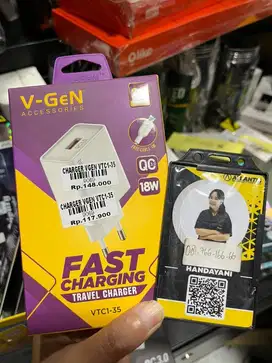 V-GeN
ACCESSORIES
CHARGER VGEN VTC1-35
Rp.148.000
CHARGER VGEN VTC1-35
Rp.117.900
QC
18W
FAST
CHARGING
TRAVEL CHARGER
VTC1-35
HANDAYANI